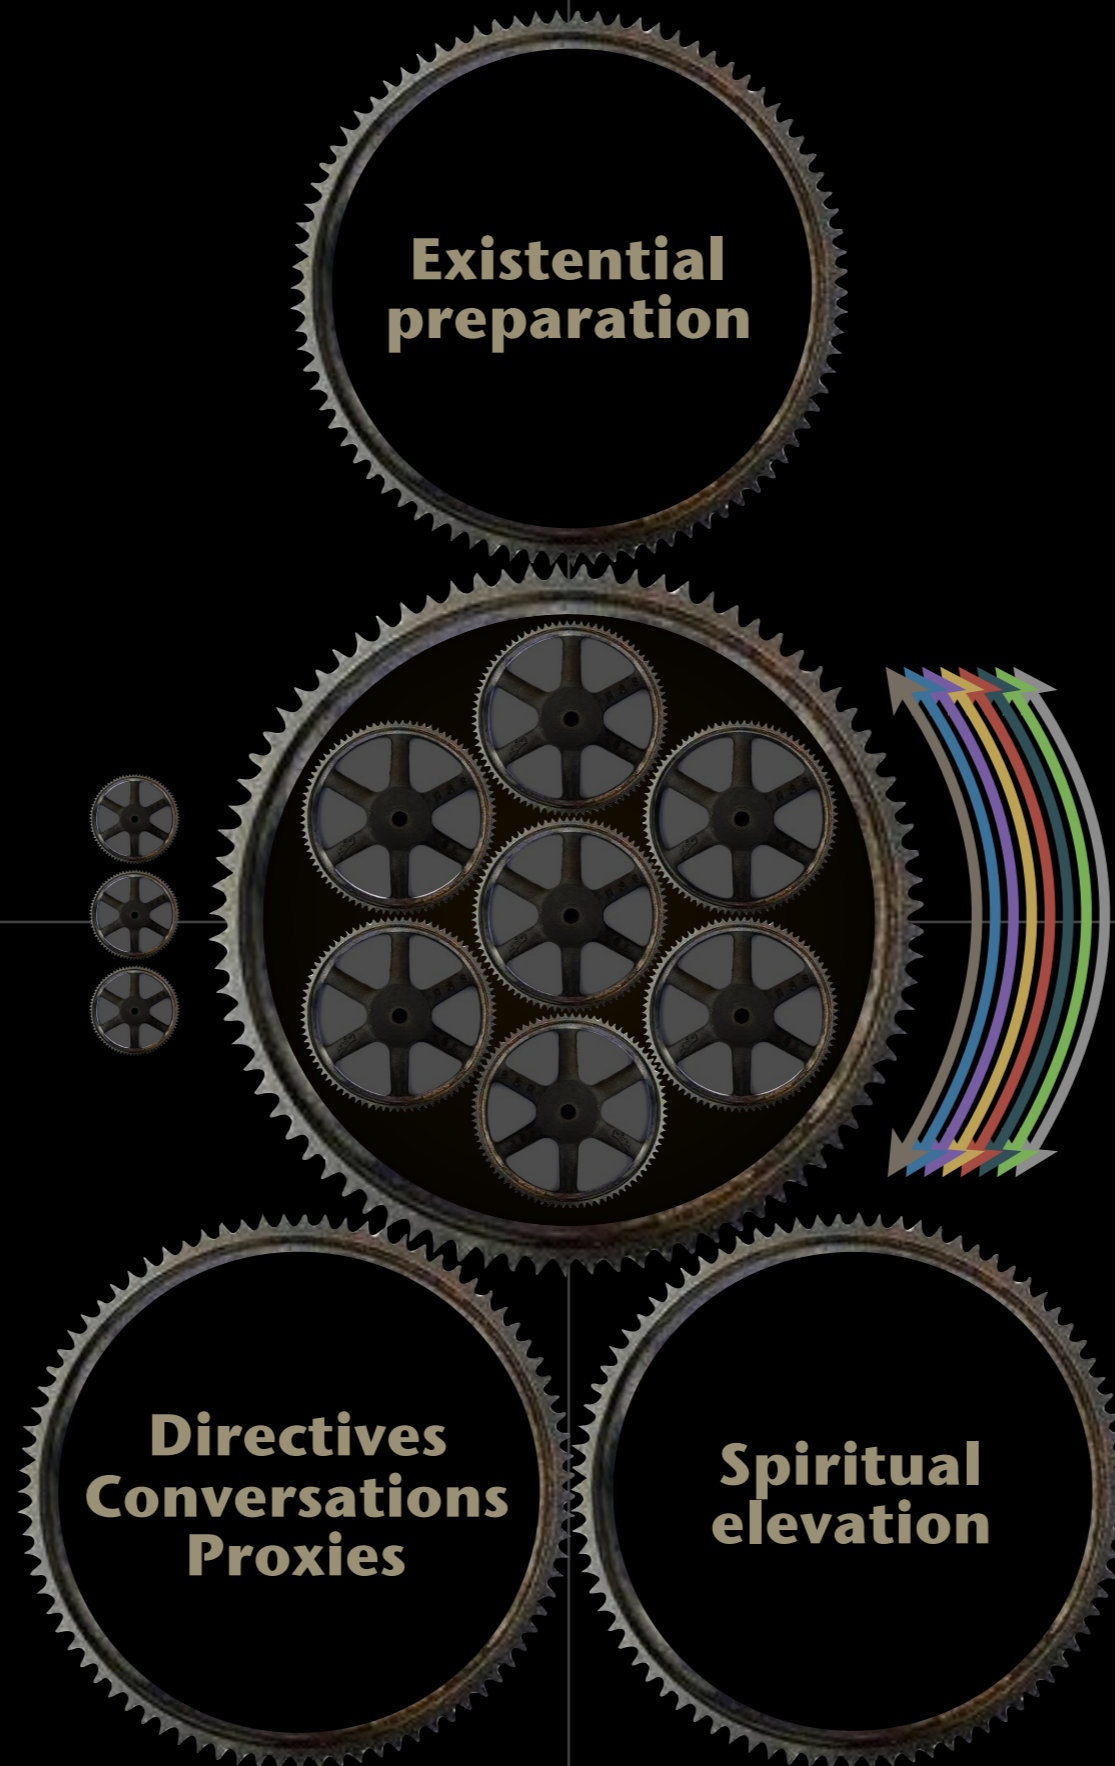 Existential
preparation
Directives
Conversations
Proxies
Spiritual
elevation